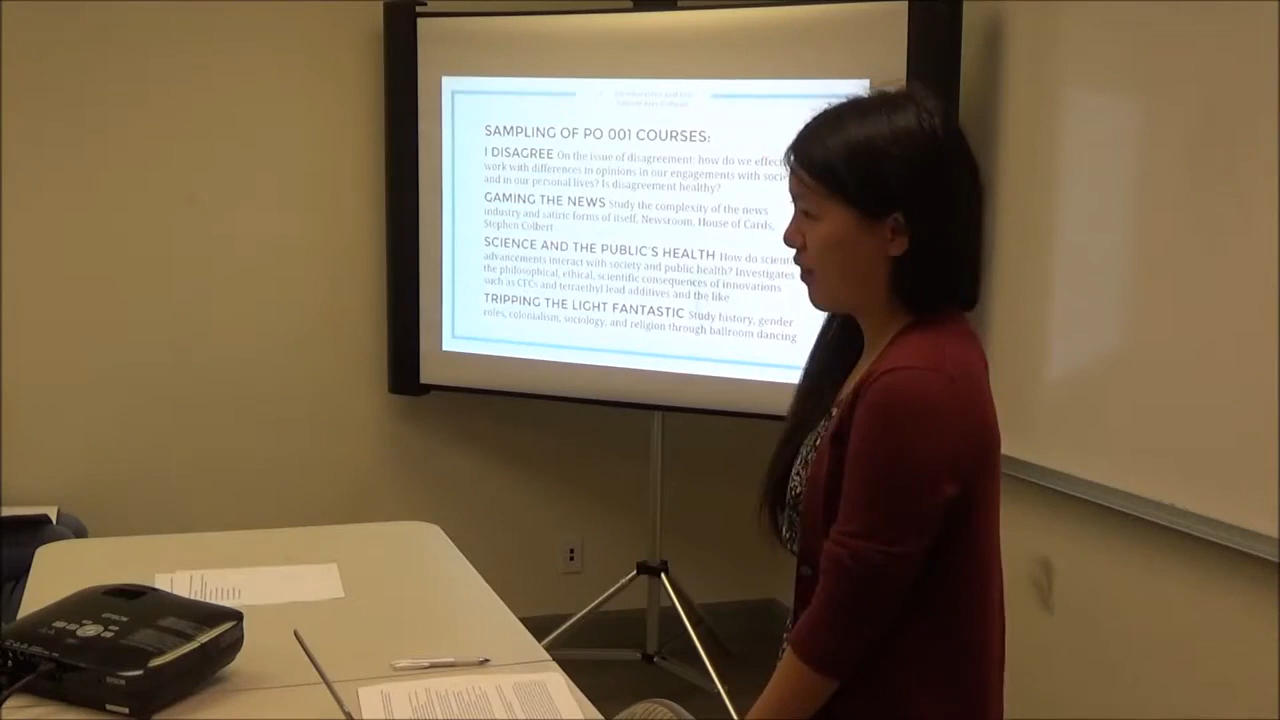 SAMPLING OF PO 001 COURSES:
I DISAGREE On the issue of disagreement: how do we effect
work with differences in opinions in our engagements with soci
and in our personal lives? Is disagreement healthy?
GAMING THE NEWS Study the complexity of the news
industry and satiric forms of itself, Newsroom, House of Cards,
Stephen Colbert
SCIENCE AND THE PUBLIC'S HEALTH How do scient
advancements interact with society and public health? Investigates
the philosophical, ethical, scientific consequences of innovations
such as CFCs and tetraethyl lead additives and the like
TRIPPING THE LIGHT FANTASTIC Study history, gender
roles, colonialism, sociology, and religion through ballroom dancing
EPSON
EPSON